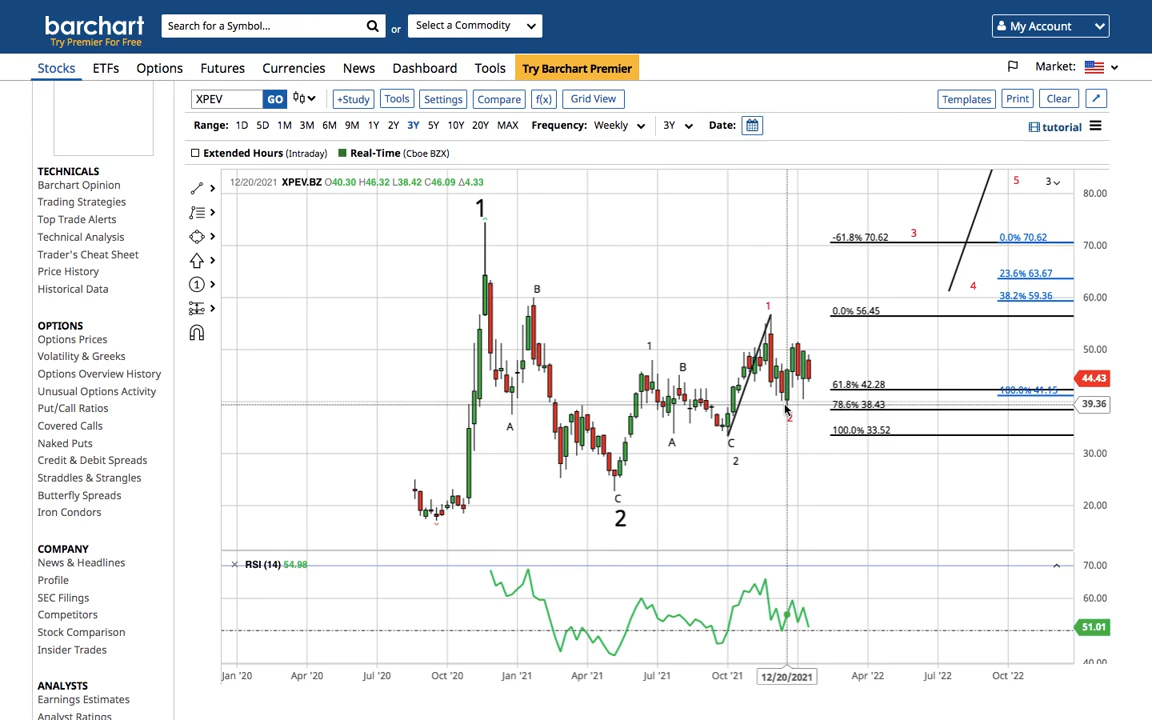 barchart
Try Premier For Free
Search for a Symbol...
or
Select a Commodity
My Account
Stocks
ETFs
Options
Futures
Currencies
News
Dashboard
Tools
Try Barchart Premier
Market:
XPEV
GO
+Study
Tools
Settings
Compare
f(x)
Grid View
Templates
Print
Clear
Range: 1D 5D 1M 3M 6M 9M 1Y 2Y 3Y 5Y 10Y 20Y MAX Frequency: Weekly 3Y Date:
tutorial
Extended Hours (Intraday) Real-Time (Cboe BZX)
TECHNICALS
Barchart Opinion
Trading Strategies
Top Trade Alerts
Technical Analysis
Trader's Cheat Sheet
Price History
Historical Data
OPTIONS
Options Prices
Volatility & Greeks
Options Overview History
Unusual Options Activity
Put/Call Ratios
Covered Calls
Naked Puts
Credit & Debit Spreads
Straddles & Strangles
Butterfly Spreads
Iron Condors
COMPANY
News & Headlines
Profile
SEC Filings
Competitors
Stock Comparison
Insider Trades
ANALYSTS
Earnings Estimates
Analyst Ratings
12/20/2021 XPEV.BZ O40.30 H46.32 L38.42 C46.09 Δ4.33
5
3
80.00
1
3
-61.8% 70.62
0.0% 70.62
70.00
23.6% 63.67
4
B
38.2% 59.36
60.00
1
0.0% 56.45
1
50.00
B
44.43
61.8% 42.28
100.0% 41.15
39.36
78.6% 38.43
2
A
100.0% 33.52
A
C
2
30.00
C
2
20.00
RSI (14) 54.98
70.00
60.00
51.01
40.00
Jan '20
Apr '20
Jul '20
Oct '20
Jan '21
Apr '21
Jul '21
Oct '21
12/20/2021
Apr '22
Jul '22
Oct '22
1